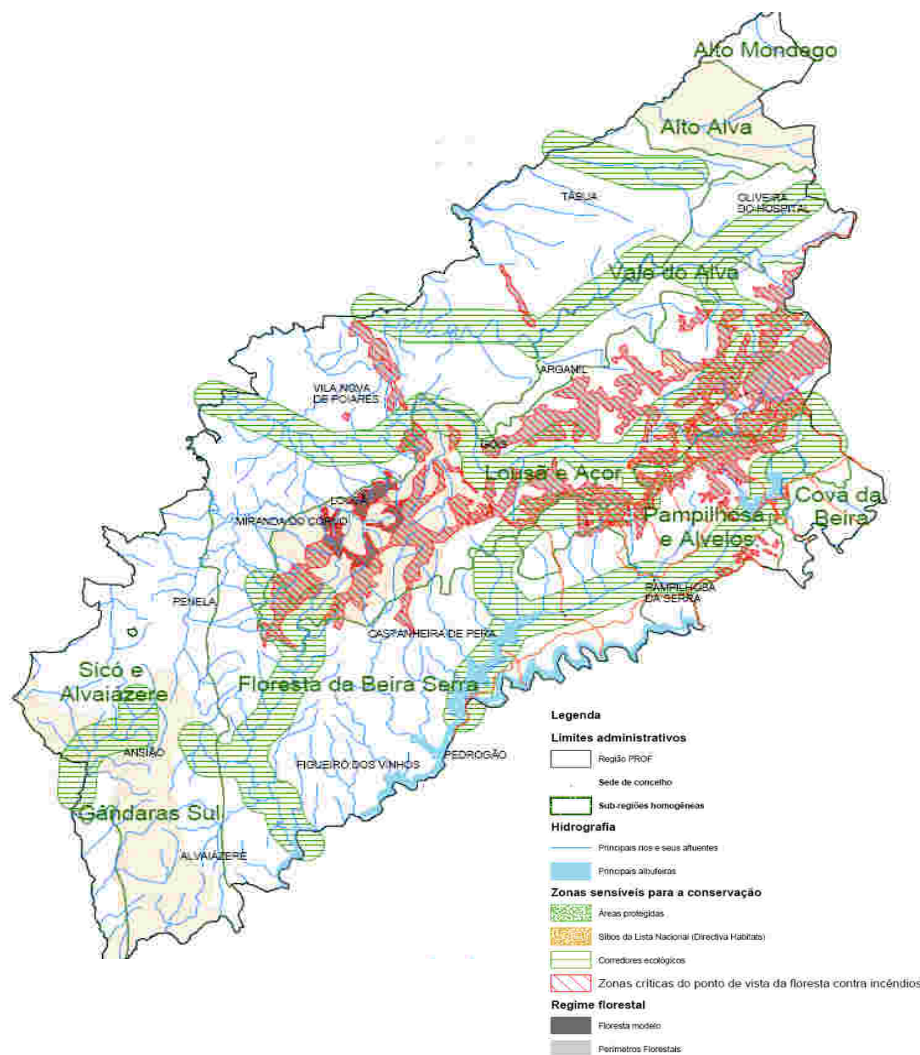 Alto Mondego
Alto Alva
TÁBUA
OLIVEIRA
DO HOSPITAL
Vale do Alva
ARGANIL
VILA NOVA
DE POIARES
GÓIS
Lousã e Açor
LOUSÃ
MIRANDA DO CORVO
Cova da
Beira
Pampilhosa
e Alvelos
PAMPILHOSA
DA SERRA
PENELA
CASTANHEIRA DE PERA
Sicó e
Alvaiázere
Floresta da Beira Serra
ANSIÃO
FIGUEIRÓ DOS VINHOS
PEDROGÃO
Gândaras Sul
ALVAIÁZERE
Legenda
Limites administrativos
Região PROF
Sede de concelho
Sub-regiões homogéneas
Hidrografia
Principais rios e seus afluentes
Principais albufeiras
Zonas sensíveis para a conservação
Áreas protegidas
Sítios da Lista Nacional (Directiva Habitats)
Corredores ecológicos
Zonas críticas do ponto de vista da floresta contra incêndios
Regime florestal
Floresta modelo
Perímetros Florestais